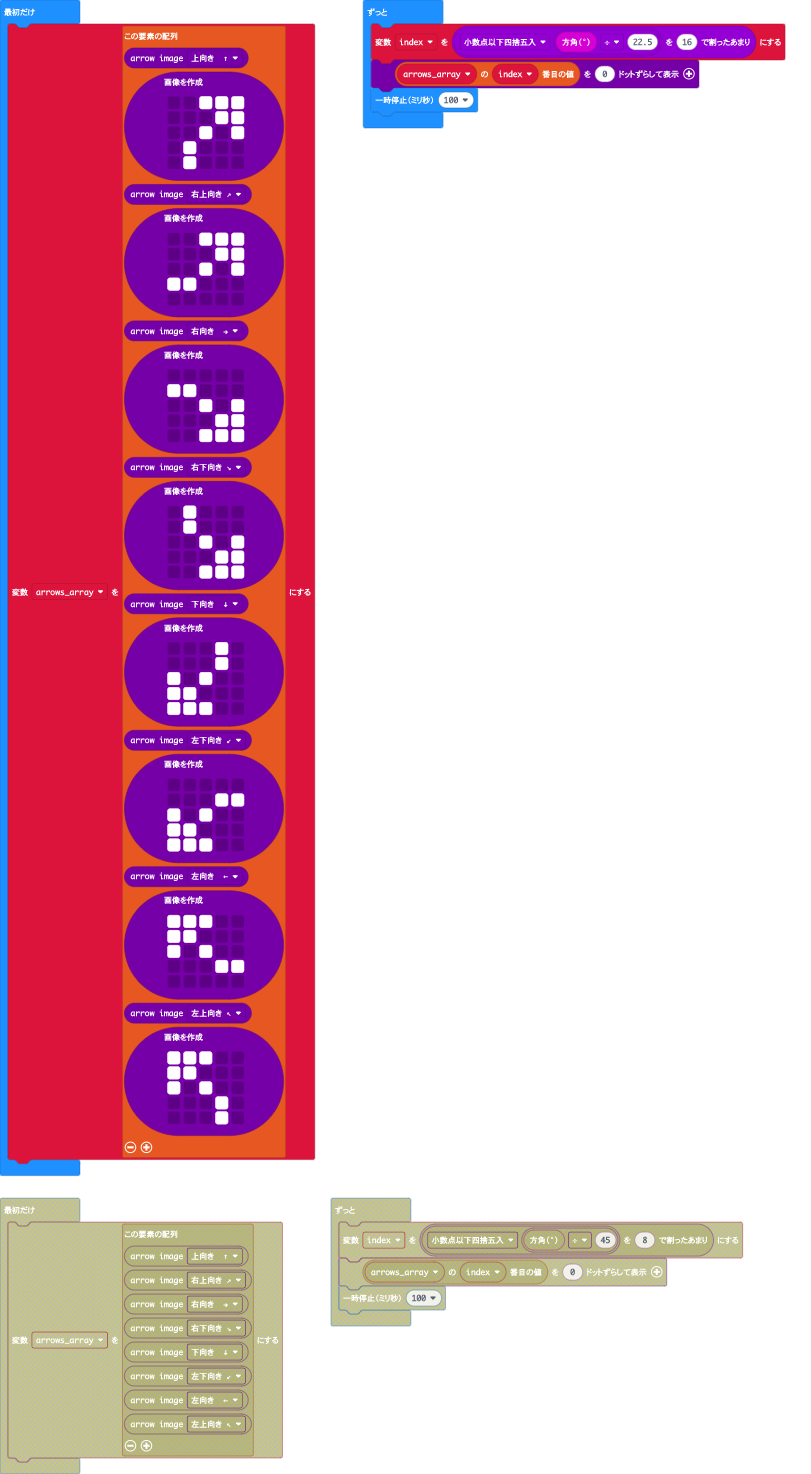 最初だけ
変数 arrows_array を
この要素の配列
arrow image 上向き ↑
画像を作成
arrow image 右上向き ↗
画像を作成
arrow image 右向き →
画像を作成
arrow image 右下向き ↘
画像を作成
arrow image 下向き ↓
画像を作成
arrow image 左下向き ↙
画像を作成
arrow image 左向き ←
画像を作成
arrow image 左上向き ↖
画像を作成
にする
ずっと
変数 index を 小数点以下四捨五入 方角(°) ÷ 22.5 を 16 で割ったあまり にする
arrows_array の index 番目の値 を 0 ドットずらして表示
一時停止(ミリ秒) 100
最初だけ
変数 arrows_array を
この要素の配列
arrow image 上向き ↑
arrow image 右上向き ↗
arrow image 右向き →
arrow image 右下向き ↘
arrow image 下向き ↓
arrow image 左下向き ↙
arrow image 左向き ←
arrow image 左上向き ↖
にする
ずっと
変数 index を 小数点以下四捨五入 方角(°) ÷ 45 を 8 で割ったあまり にする
arrows_array の index 番目の値 を 0 ドットずらして表示
一時停止(ミリ秒) 100